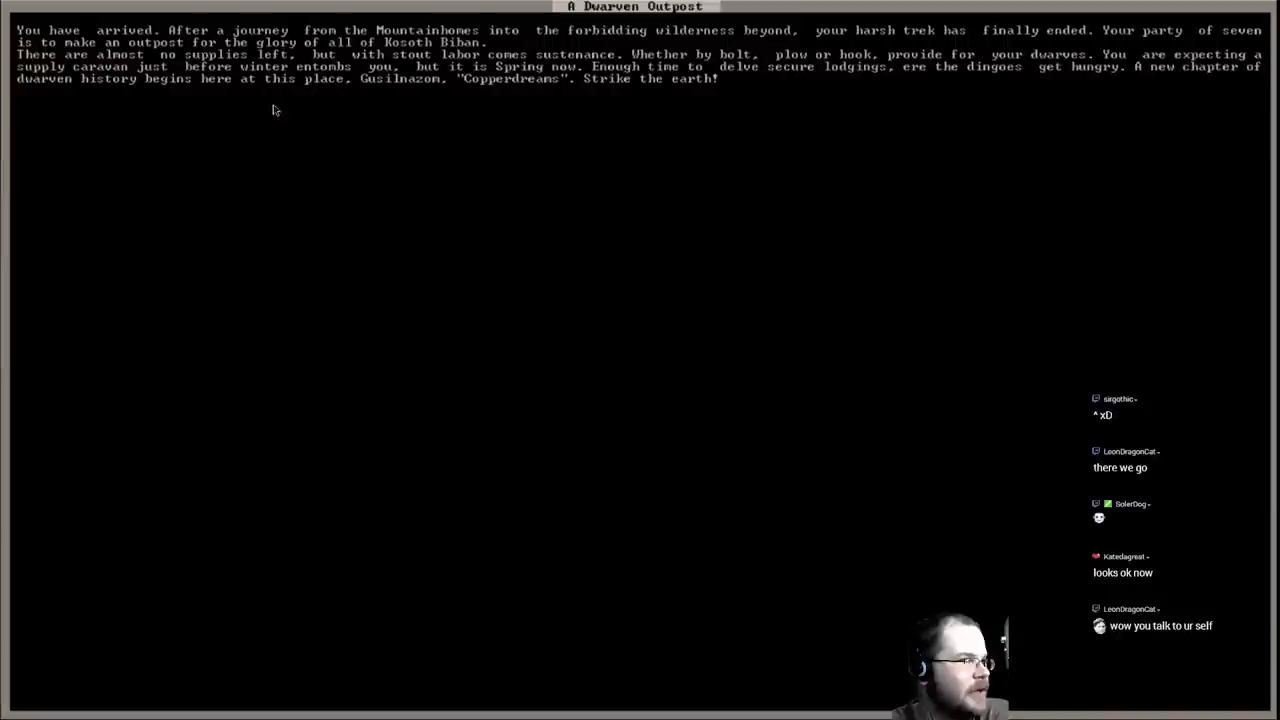 A Dwarven Outpost
You have arrived. After a journey from the Mountainhomes into the forbidding wilderness beyond, your harsh trek has finally ended. Your party of seven
is to make an outpost for the glory of all of Kosoth Biban.
There are almost no supplies left, but with stout labor comes sustenance. Whether by bolt, plow or hook, provide for your dwarves. You are expecting a
supply caravan just before winter entombs you, but it is Spring now. Enough time to delve secure lodgings, ere the dingoes get hungry. A new chapter of
dwarven history begins here at this place, Gusilnazon, "Copperdreams". Strike the earth!
sirgothic
^ xD
LeonDragonCat
there we go
SolerDog
Katedagreat
looks ok now
LeonDragonCat
wow you talk to ur self